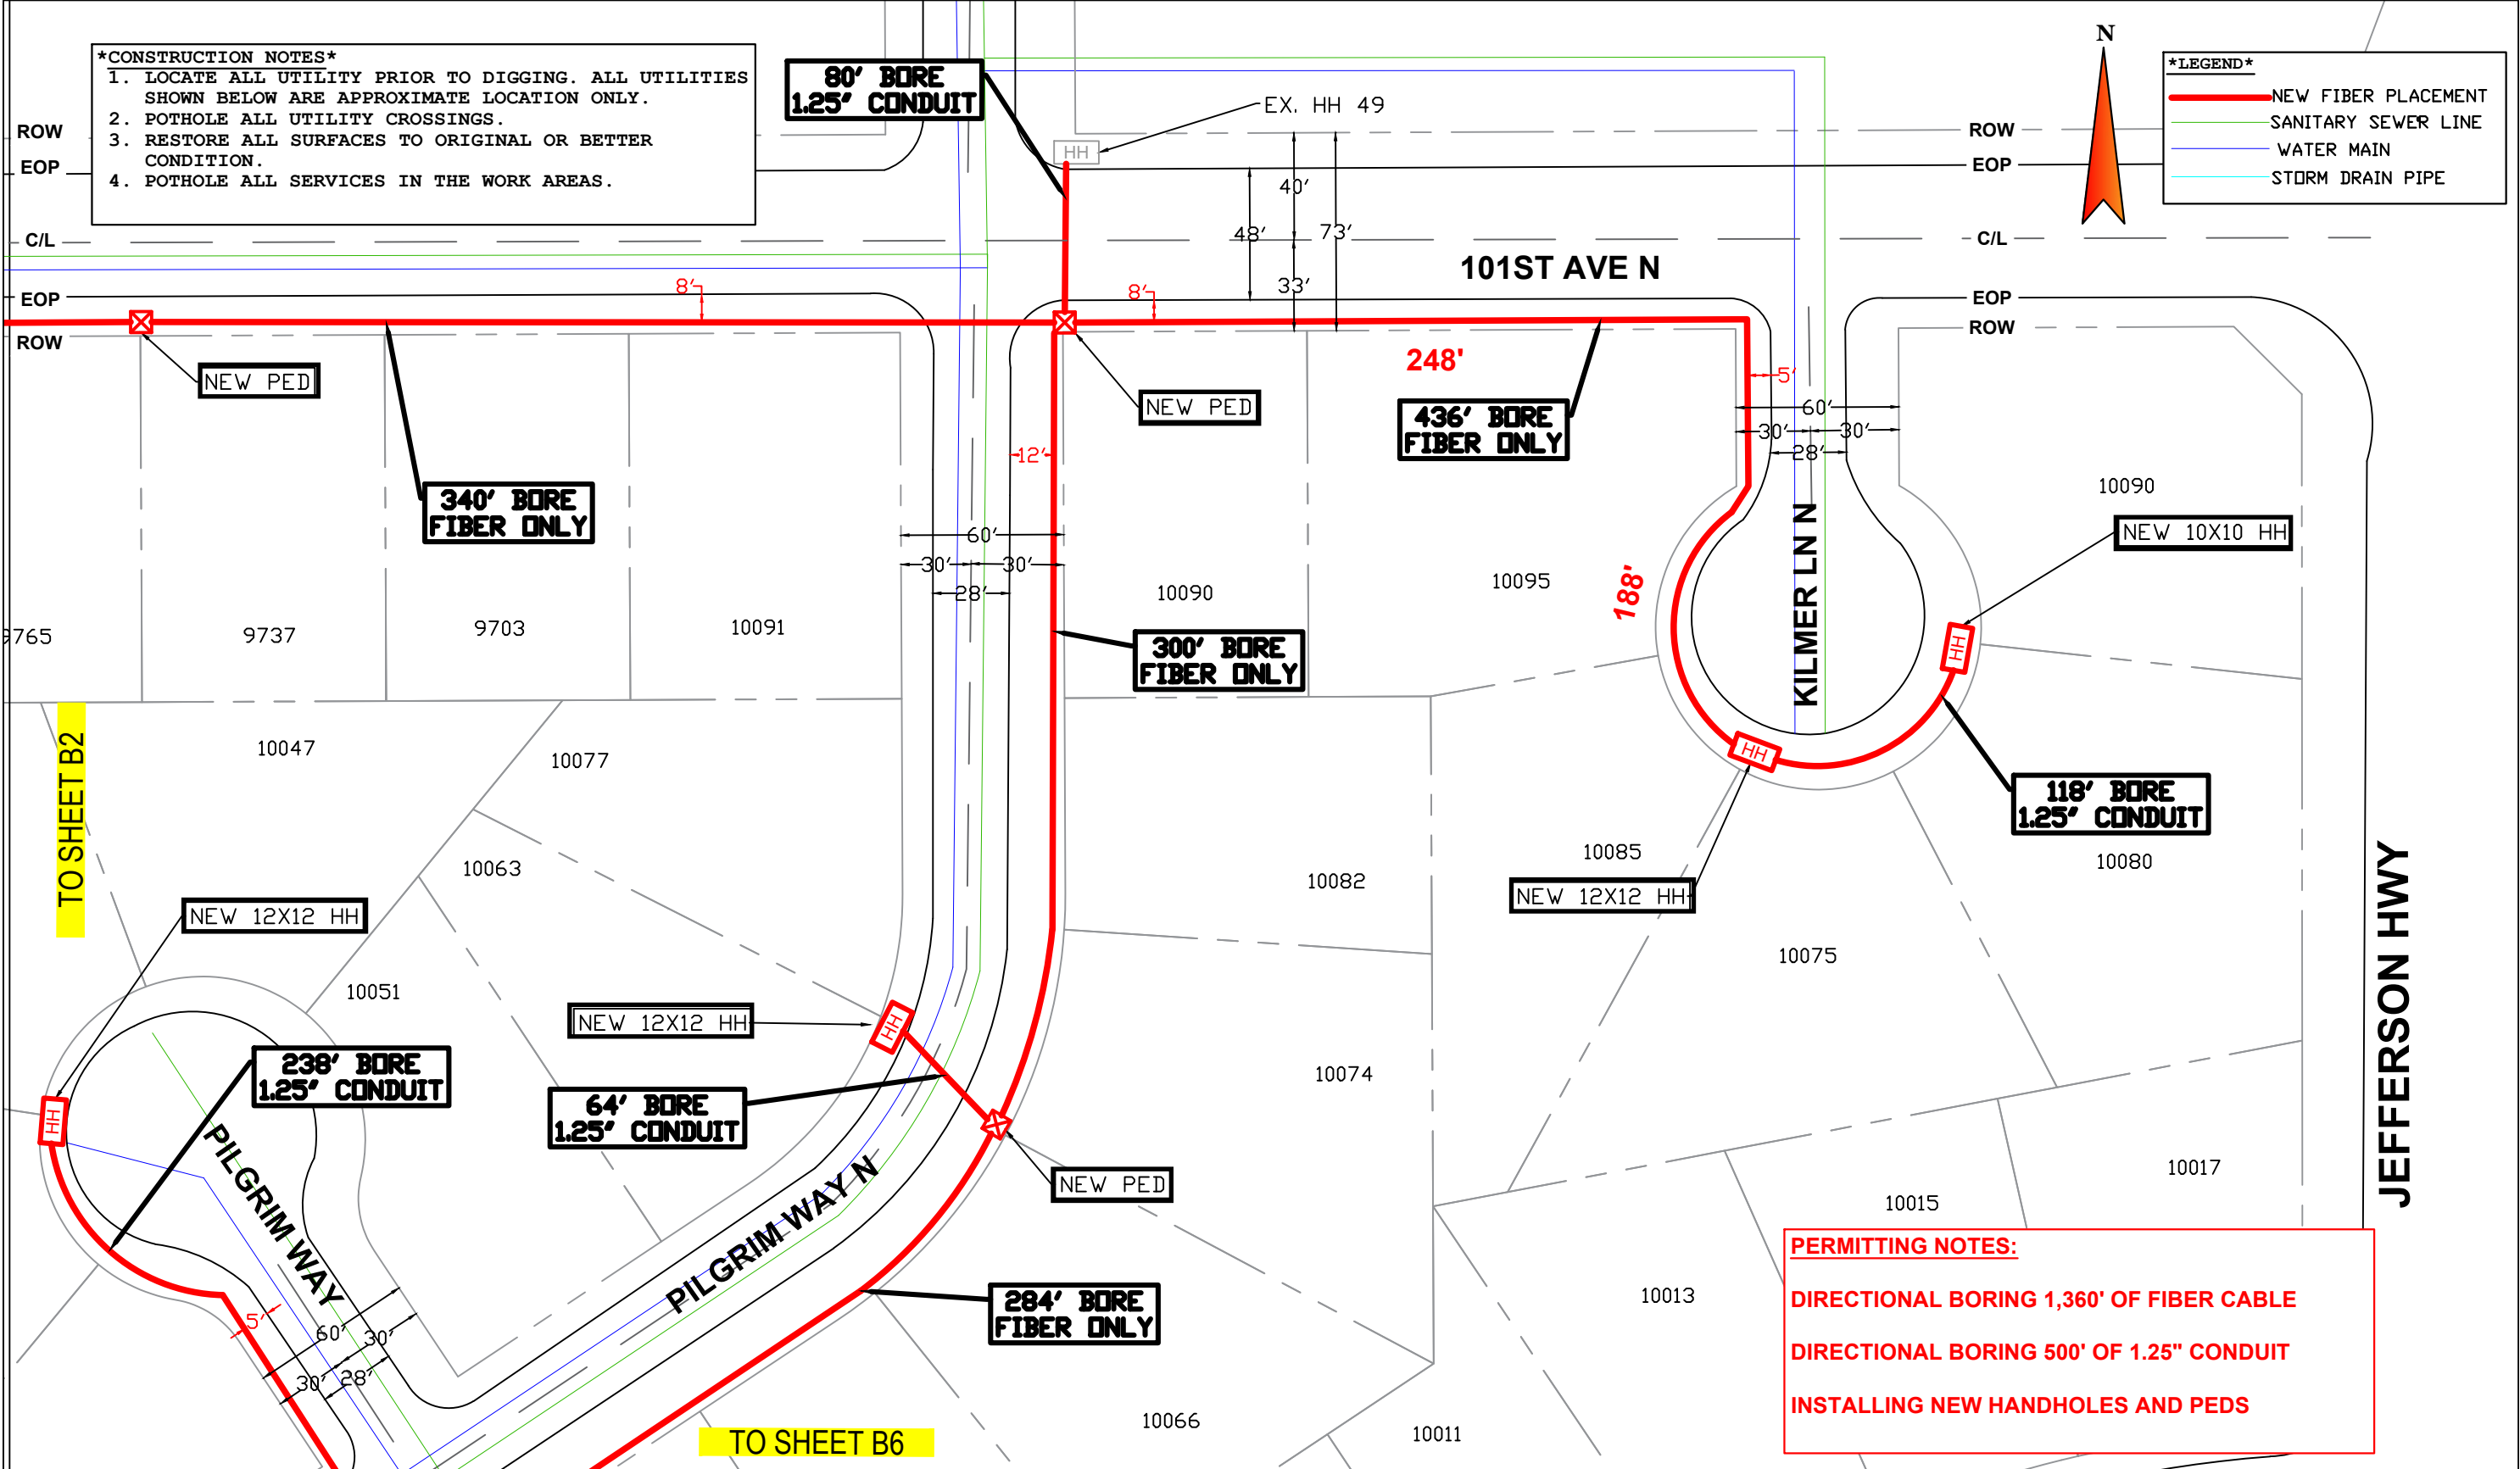 *CONSTRUCTION NOTES*
1. LOCATE ALL UTILITY PRIOR TO DIGGING. ALL UTILITIES
SHOWN BELOW ARE APPROXIMATE LOCATION ONLY.
2. POTHOLE ALL UTILITY CROSSINGS.
3. RESTORE ALL SURFACES TO ORIGINAL OR BETTER
CONDITION.
4. POTHOLE ALL SERVICES IN THE WORK AREAS.
80' BORE
1.25" CONDUIT
EX. HH 49
HH
N
*LEGEND*
NEW FIBER PLACEMENT
SANITARY SEWER LINE
WATER MAIN
STORM DRAIN PIPE
ROW
EOP
C/L
EOP
ROW
ROW
EOP
C/L
EOP
ROW
40'
48'
73'
33'
101ST AVE N
8'
8'
NEW PED
NEW PED
248'
436' BORE
FIBER ONLY
5'
60'
30'
30'
28'
12'
340' BORE
FIBER ONLY
60'
30'
30'
28'
10090
NEW 10X10 HH
HH
10090
10095
188'
KILMER LN N
9765
9737
9703
10091
300' BORE
FIBER ONLY
HH
TO SHEET B2
10047
10077
118' BORE
1.25" CONDUIT
10063
10082
10085
10080
NEW 12X12 HH
NEW 12X12 HH
10075
JEFFERSON HWY
10051
NEW 12X12 HH
HH
238' BORE
1.25" CONDUIT
HH
64' BORE
1.25" CONDUIT
10074
PILGRIM WAY
PILGRIM WAY N
NEW PED
10017
10015
284' BORE
FIBER ONLY
10013
5'
60'
30'
30'
28'
PERMITTING NOTES:
DIRECTIONAL BORING 1,360' OF FIBER CABLE
DIRECTIONAL BORING 500' OF 1.25" CONDUIT
INSTALLING NEW HANDHOLES AND PEDS
TO SHEET B6
10066
10011